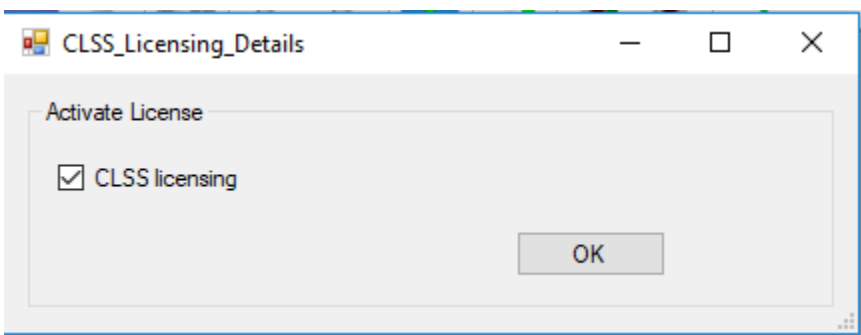 CLSS_Licensing_Details
Activate License
CLSS licensing
OK